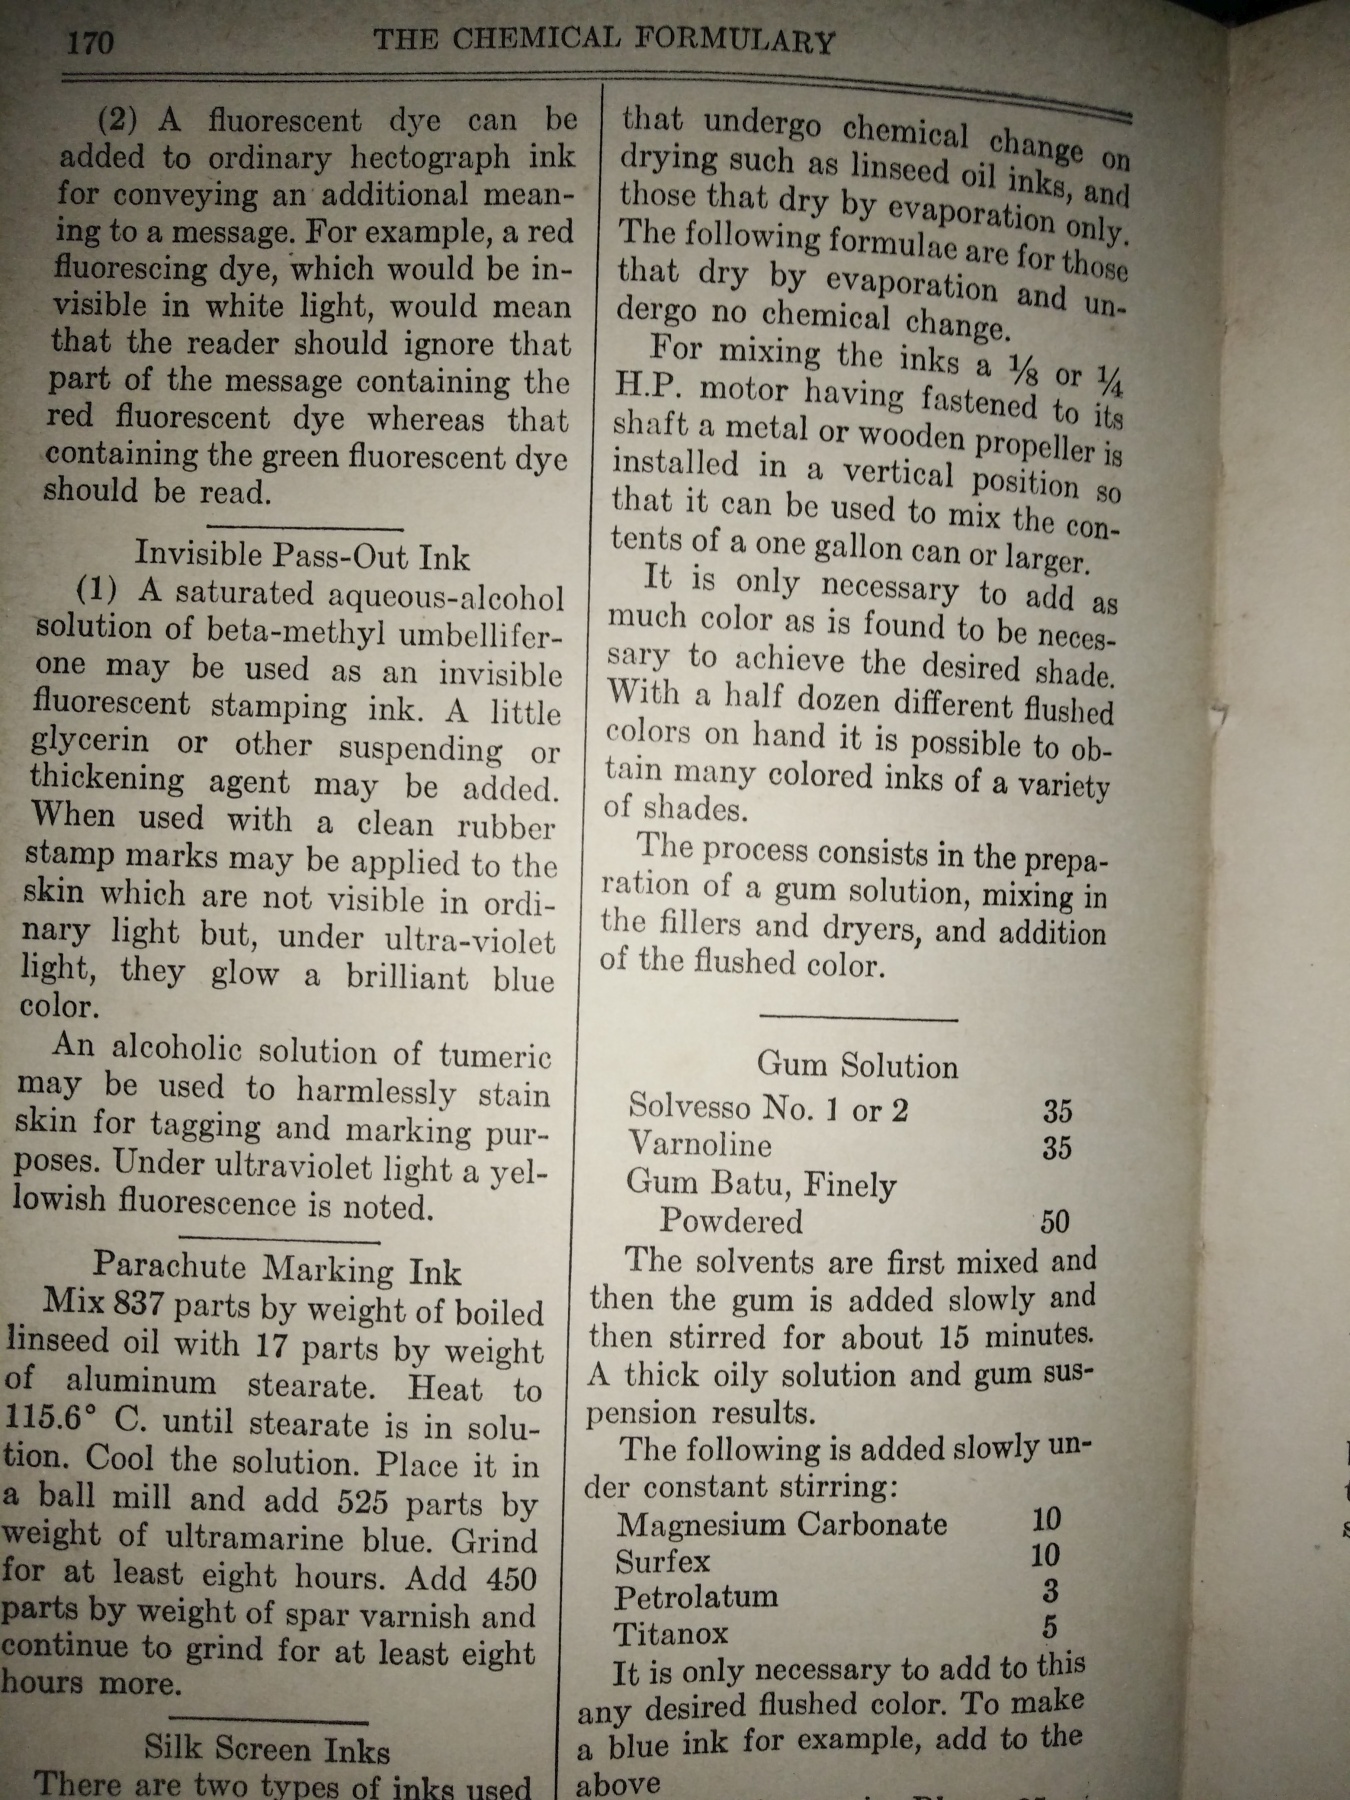 170
THE CHEMICAL FORMULARY
(2) A fluorescent dye can be
added to ordinary hectograph ink
for conveying an additional mean-
ing to a message. For example, a red
fluorescing dye, which would be in-
visible in white light, would mean
that the reader should ignore that
part of the message containing the
red fluorescent dye whereas that
containing the green fluorescent dye
should be read.
Invisible Pass-Out Ink
(1) A saturated aqueous-alcohol
solution of beta-methyl umbellifer-
one may be used as an invisible
fluorescent stamping ink. A little
glycerin or other suspending or
thickening agent may be added.
When used with a clean rubber
stamp marks may be applied to the
skin which are not visible in ordi-
nary light but, under ultra-violet
light, they glow a brilliant blue
color.
An alcoholic solution of tumeric
may be used to harmlessly stain
skin for tagging and marking pur-
poses. Under ultraviolet light a yel-
lowish fluorescence is noted.
Parachute Marking Ink
Mix 837 parts by weight of boiled
linseed oil with 17 parts by weight
of aluminum stearate. Heat to
115.6° C. until stearate is in solu-
tion. Cool the solution. Place it in
a ball mill and add 525 parts by
weight of ultramarine blue. Grind
for at least eight hours. Add 450
parts by weight of spar varnish and
continue to grind for at least eight
hours more.
Silk Screen Inks
There are two types of inks used
that undergo chemical change on
drying such as linseed oil inks, and
those that dry by evaporation only.
The following formulae are for those
that dry by evaporation and un-
dergo no chemical change.
For mixing the inks a ⅛ or ¼
H.P. motor having fastened to its
shaft a metal or wooden propeller is
installed in a vertical position so
that it can be used to mix the con-
tents of a one gallon can or larger.
It is only necessary to add as
much color as is found to be neces-
sary to achieve the desired shade.
With a half dozen different flushed
colors on hand it is possible to ob-
tain many colored inks of a variety
of shades.
The process consists in the prepa-
ration of a gum solution, mixing in
the fillers and dryers, and addition
of the flushed color.
Gum Solution
Solvesso No. 1 or 2 35
Varnoline 35
Gum Batu, Finely
Powdered 50
The solvents are first mixed and
then the gum is added slowly and
then stirred for about 15 minutes.
A thick oily solution and gum sus-
pension results.
The following is added slowly un-
der constant stirring:
Magnesium Carbonate 10
Surfex 10
Petrolatum 3
Titanox 5
It is only necessary to add to this
any desired flushed color. To make
a blue ink for example, add to the
above